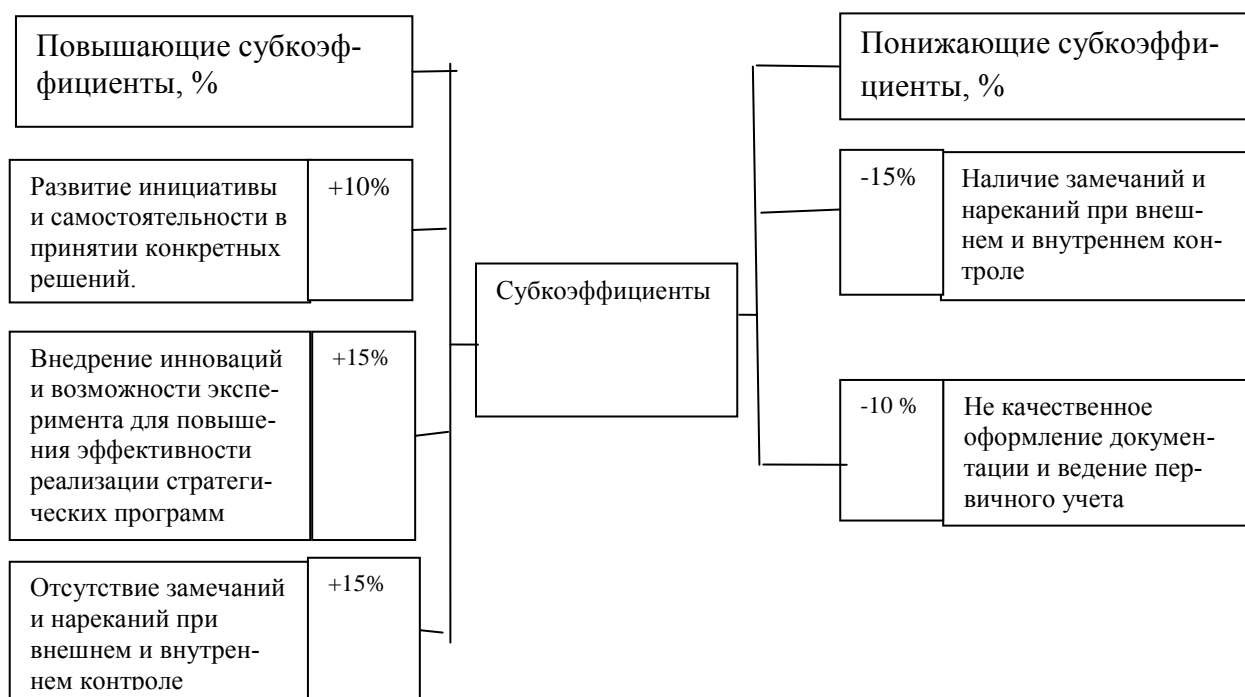 Повышающие субкоэф-
фициенты, %
Развитие инициативы
и самостоятельности в
принятии конкретных
решений.
+10%
Внедрение инноваций
и возможности экспе-
римента для повыше-
ния эффективности
реализации стратеги-
ческих программ
+15%
Отсутствие замечаний
и нареканий при
внешнем и внутрен-
нем контроле
+15%
Субкоэффициенты
Понижающие субкоэффи-
циенты, %
-15%
Наличие замечаний и
нареканий при внеш-
нем и внутреннем кон-
троле
-10 %
Не качественное
оформление докумен-
тации и ведение пер-
вичного учета